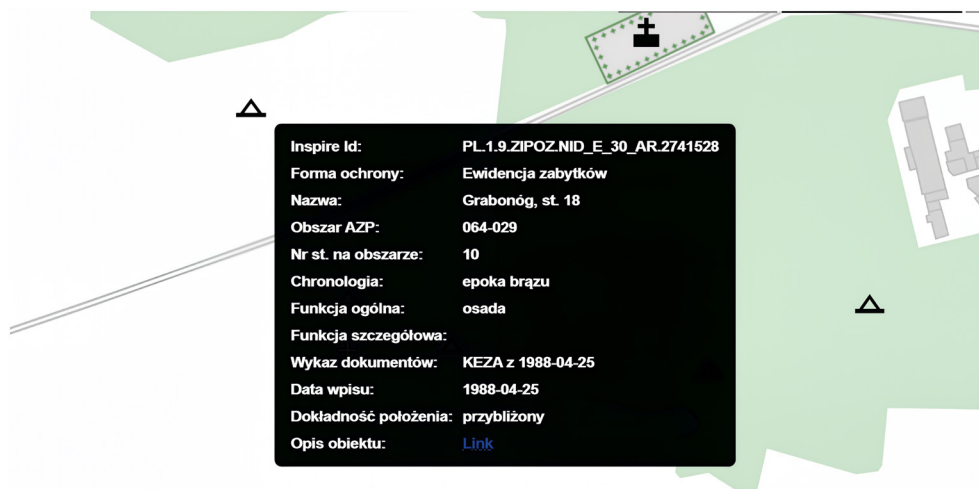 Inspire Id: PL.1.9.ZIPOZ.NID_E_30_AR.2741528
Forma ochrony: Ewidencja zabytków
Nazwa: Grabonóg, st. 18
Obszar AZP: 064-029
Nr st. na obszarze: 10
Chronologia: epoka brązu
Funkcja ogólna: osada
Funkcja szczegółowa:
Wykaz dokumentów: KEZA z 1988-04-25
Data wpisu: 1988-04-25
Dokładność położenia: przybliżony
Opis obiektu: Link